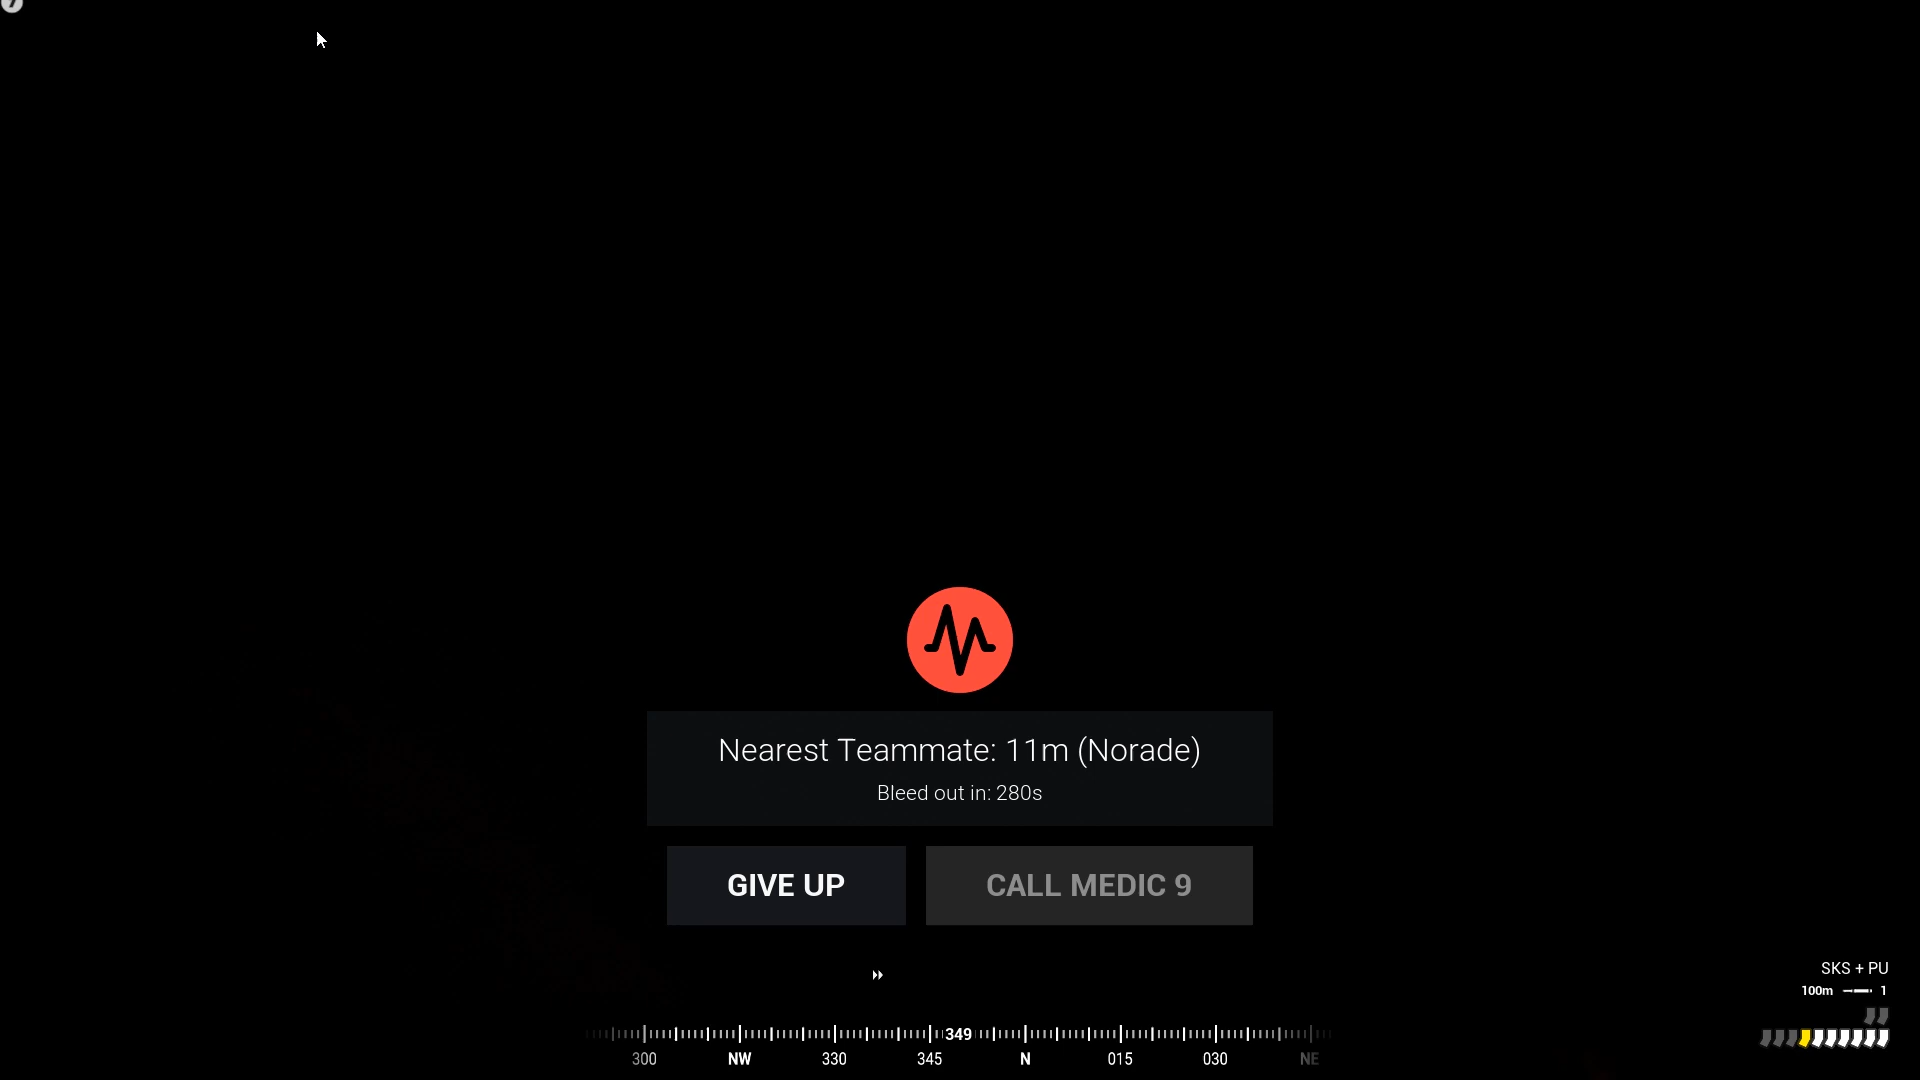 Nearest Teammate: 11m (Norade)
Bleed out in: 280s
GIVE UP
CALL MEDIC 9
SKS + PU
100m 1
349
300 NW 330 345 N 015 030 NE